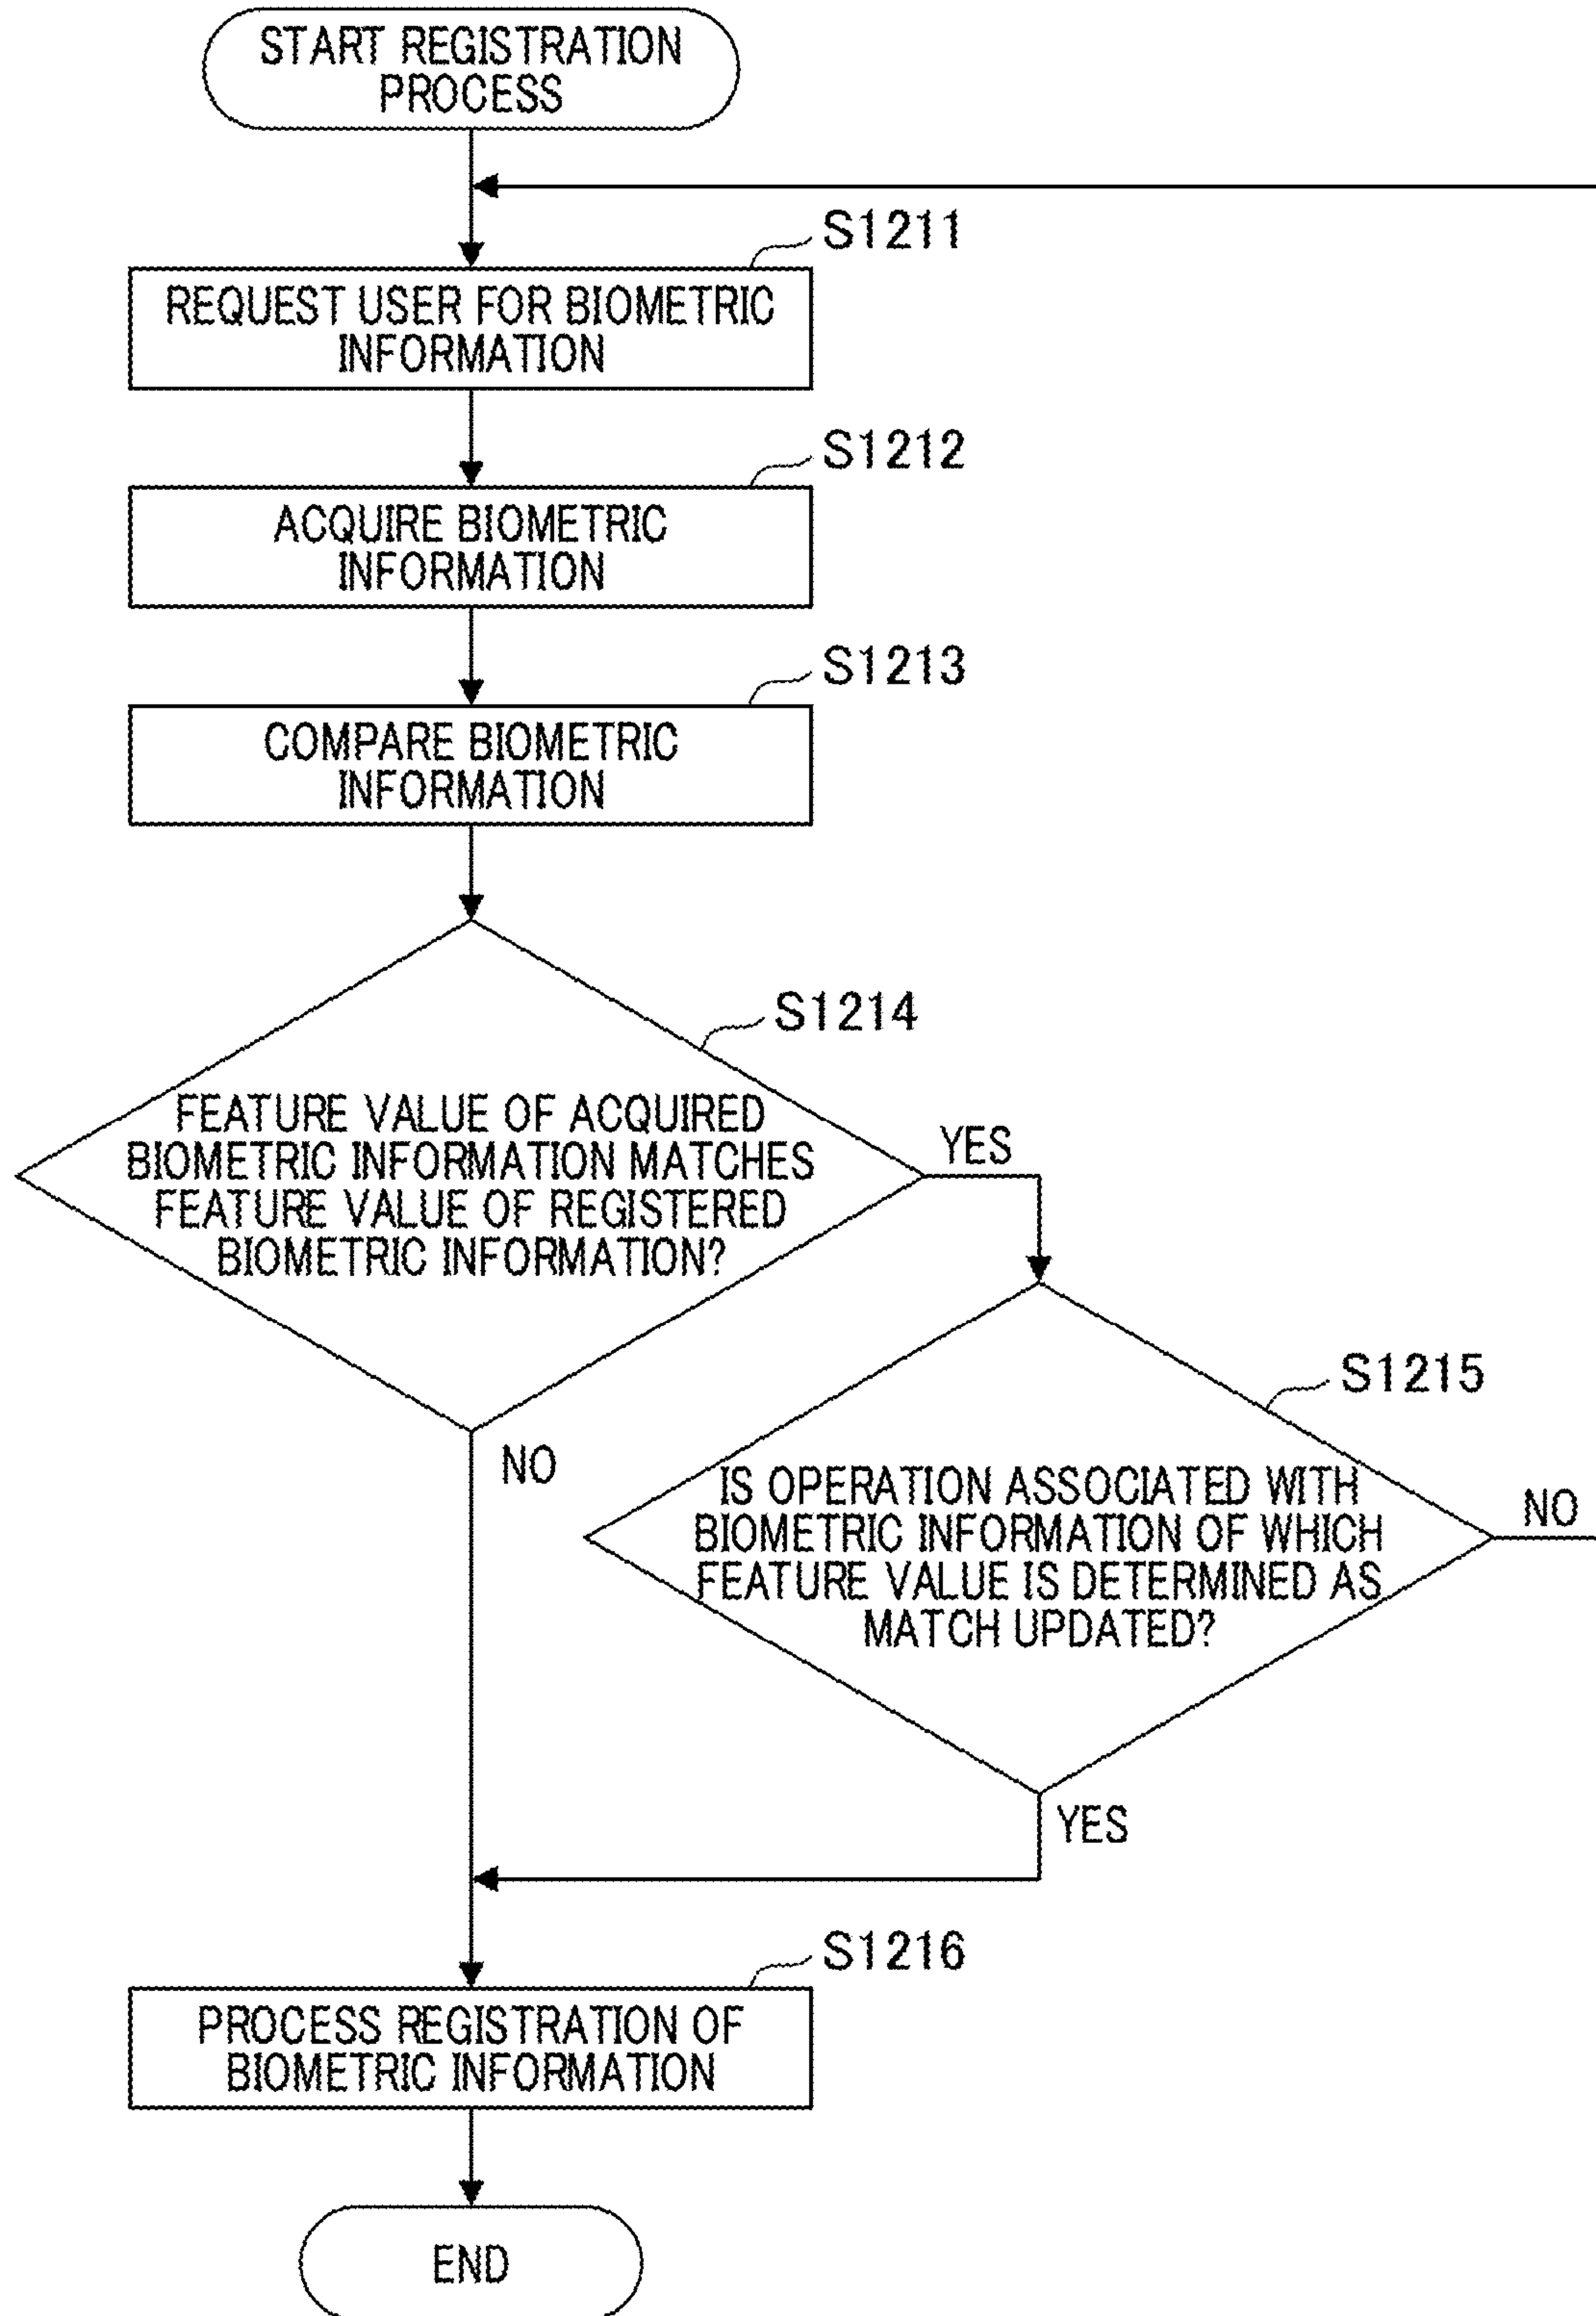 START REGISTRATION
PROCESS
S1211
REQUEST USER FOR BIOMETRIC
INFORMATION
S1212
ACQUIRE BIOMETRIC
INFORMATION
S1213
COMPARE BIOMETRIC
INFORMATION
S1214
FEATURE VALUE OF ACQUIRED
BIOMETRIC INFORMATION MATCHES
FEATURE VALUE OF REGISTERED
BIOMETRIC INFORMATION?
YES
NO
S1215
IS OPERATION ASSOCIATED WITH
BIOMETRIC INFORMATION OF WHICH
FEATURE VALUE IS DETERMINED AS
MATCH UPDATED?
NO
YES
S1216
PROCESS REGISTRATION OF
BIOMETRIC INFORMATION
END